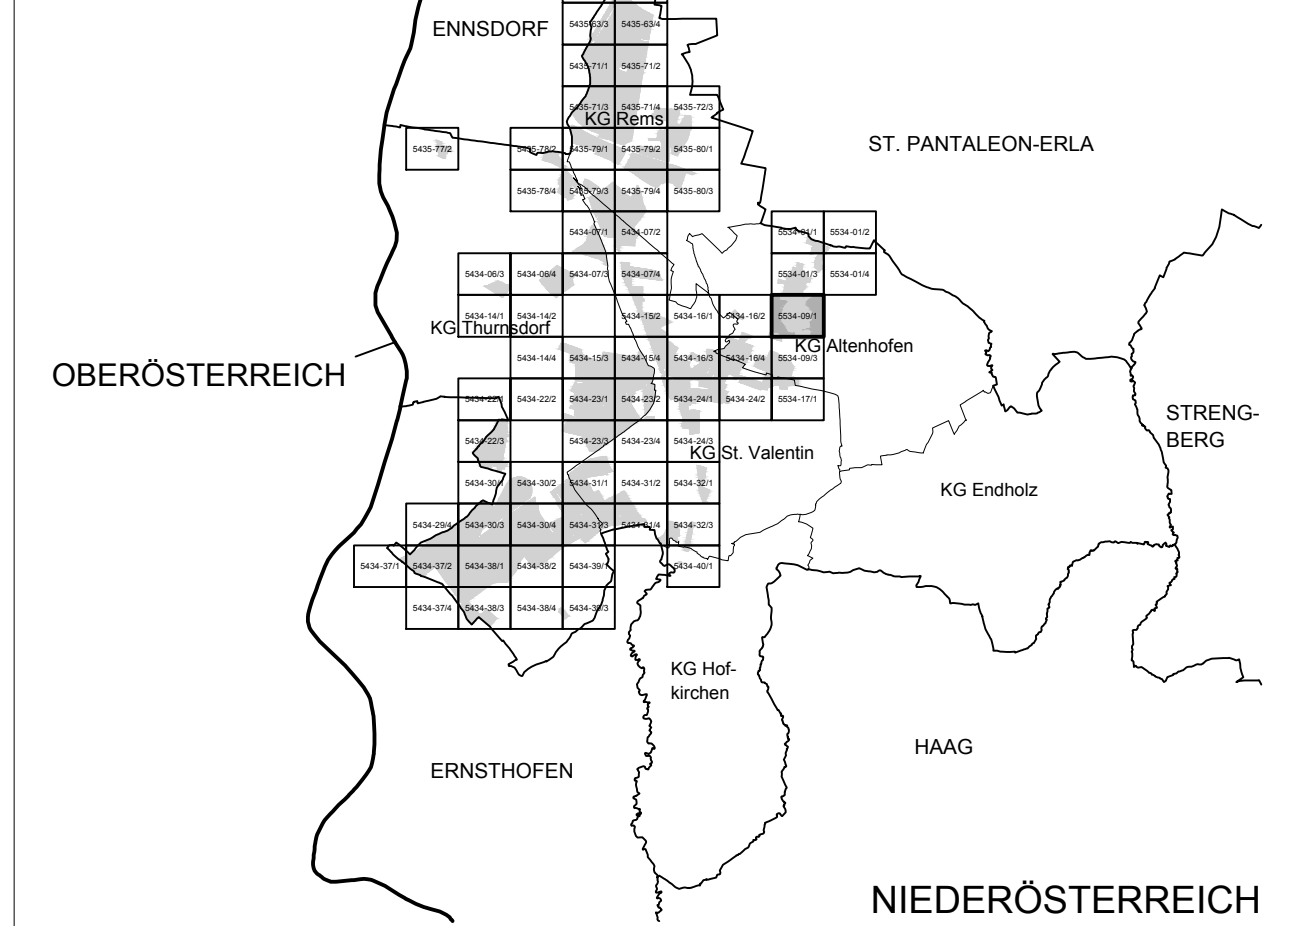 ENNSDORF
5435-63/3 5435-63/4
5435-71/1 5435-71/2
5435-71/3 5435-71/4 5435-72/3
KG Rems
ST. PANTALEON-ERLA
5435-77/2 5435-78/2 5435-79/1 5435-79/2 5435-80/1
5435-78/4 5435-79/3 5435-79/4 5435-80/3
5434-07/1 5434-07/2 5534-01/1 5534-01/2
5434-06/3 5434-06/4 5434-07/3 5434-07/4 5534-01/3 5534-01/4
5434-14/1 5434-14/2 5434-15/2 5434-16/1 5434-16/2 5534-09/1
KG Thurnsdorf
KG Altenhofen
5434-14/4 5434-15/3 5434-15/4 5434-16/3 5434-16/4 5534-09/3
OBERÖSTERREICH
5434-22/1 5434-22/2 5434-23/1 5434-23/2 5434-24/1 5434-24/2 5534-17/1
STRENG-
BERG
5434-22/3 5434-23/3 5434-23/4 5434-24/3
KG St. Valentin
5434-30/1 5434-30/2 5434-31/1 5434-31/2 5434-32/1
KG Endholz
5434-29/4 5434-30/3 5434-30/4 5434-31/3 5434-31/4 5434-32/3
5434-37/1 5434-37/2 5434-38/1 5434-38/2 5434-39/1 5434-40/1
5434-37/4 5434-38/3 5434-38/4 5434-39/3
KG Hof-
kirchen
HAAG
ERNSTHOFEN
NIEDERÖSTERREICH